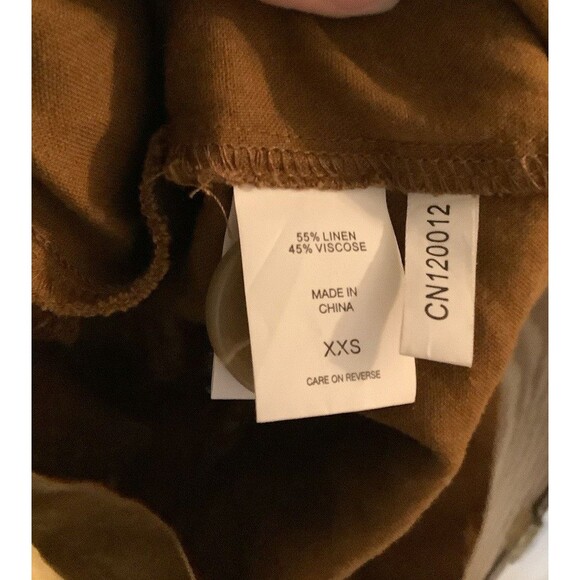 55% LINEN
45% VISCOSE
MADE IN
CHINA
XXS
CARE ON REVERSE
CN120012